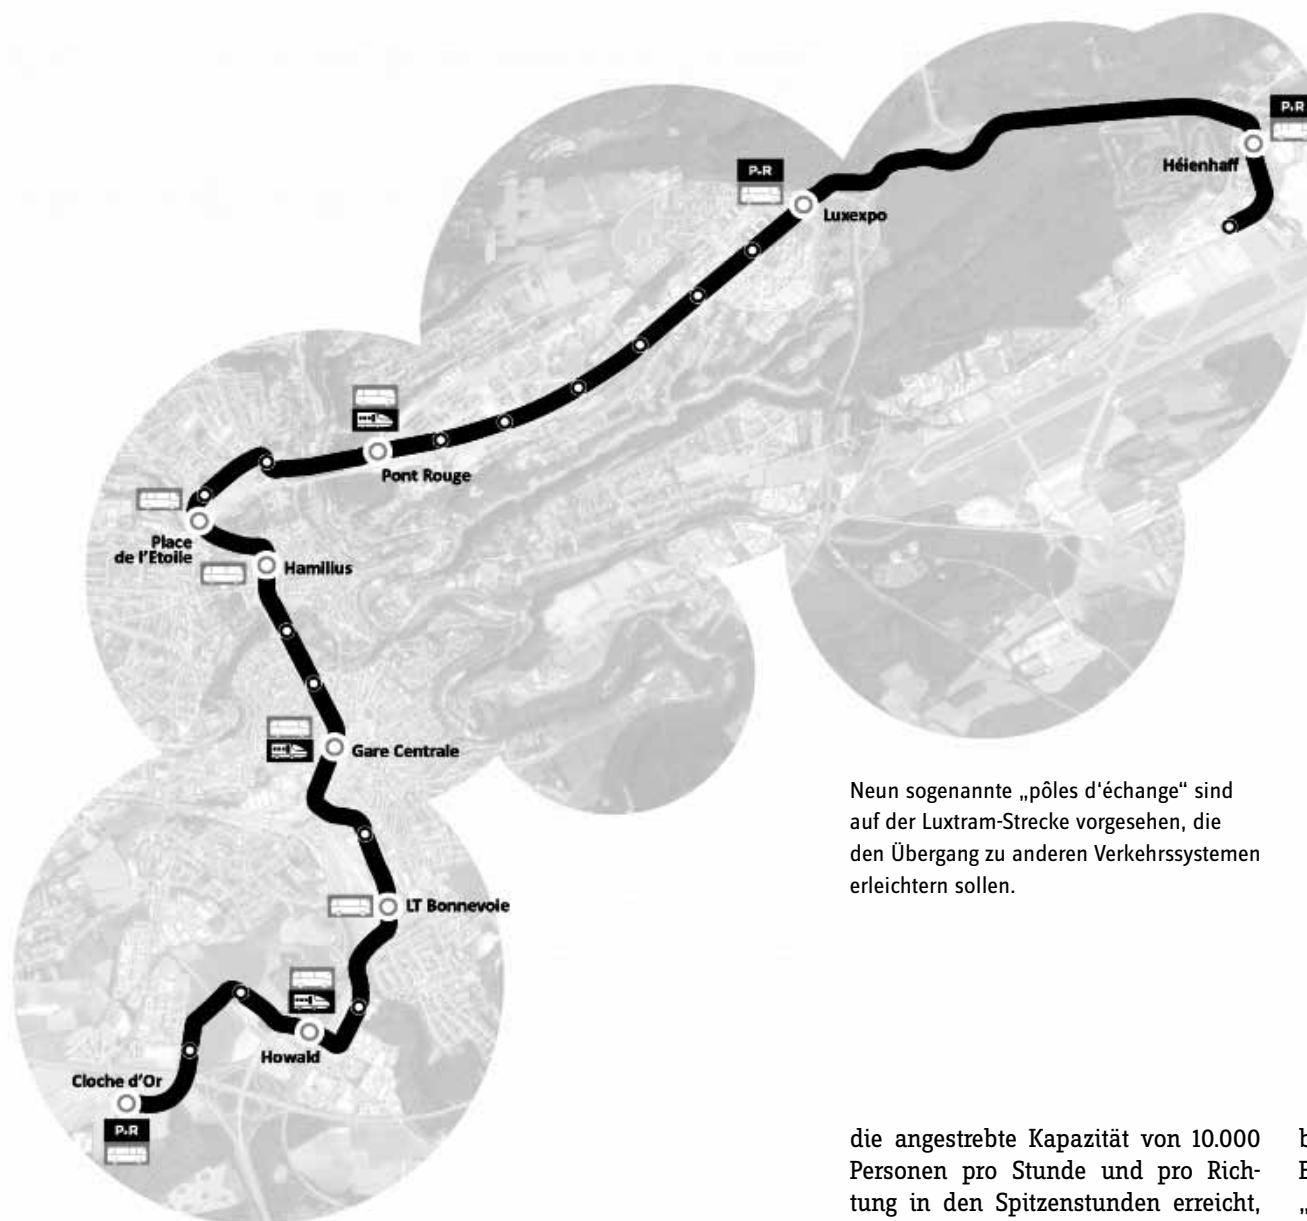 P+R
Héienhaff
P+R
Luxexpo
Pont Rouge
Place
de l'Etoile
Hamilius
Gare Centrale
Neun sogenannte „pôles d'échange“ sind
auf der Luxtram-Strecke vorgesehen, die
den Übergang zu anderen Verkehrssystemen
erleichtern sollen.
LT Bonnevoie
Howald
Cloche d'Or
P+R
die angestrebte Kapazität von 10.000
Personen pro Stunde und pro Rich-
tung in den Spitzenstunden erreicht,